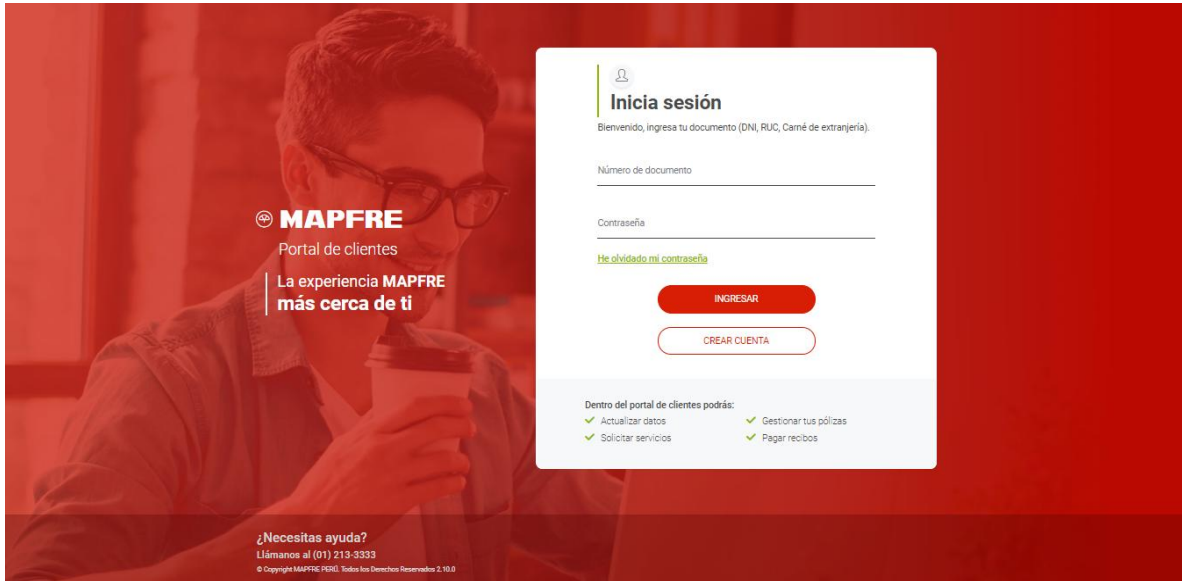 MAPFRE
Portal de clientes
La experiencia MAPFRE
más cerca de ti
Inicia sesión
Bienvenido, ingresa tu documento (DNI, RUC, Carné de extranjería).
Número de documento
Contraseña
He olvidado mi contraseña
INGRESAR
CREAR CUENTA
Dentro del portal de clientes podrás:
Actualizar datos
Gestionar tus pólizas
Solicitar servicios
Pagar recibos
¿Necesitas ayuda?
Llámanos al (01) 213-3333
© Copyright MAPFRE PERÚ. Todos los Derechos Reservados 2.10.0